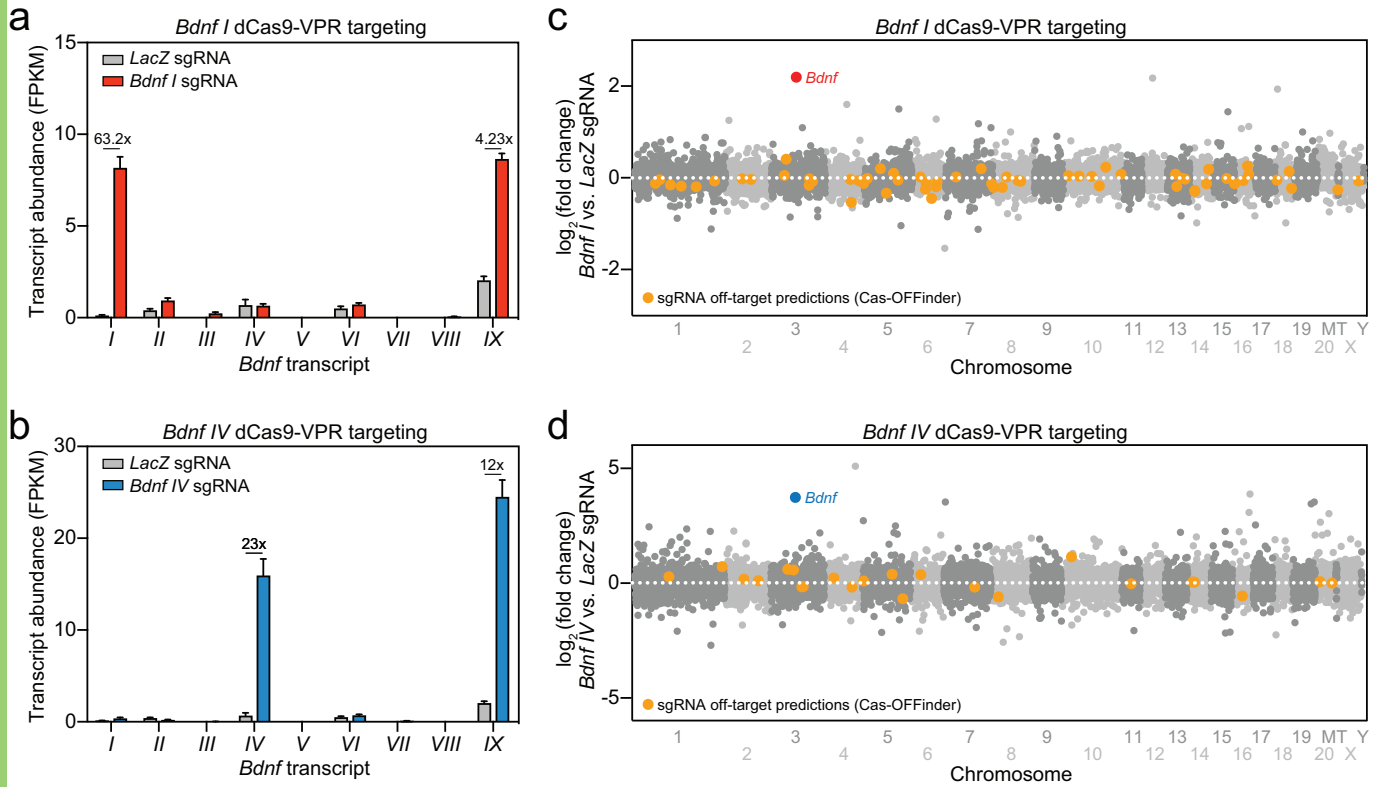 a
Bdnf I dCas9-VPR targeting
Transcript abundance (FPKM)
15
10
5
0
LacZ sgRNA
Bdnf I sgRNA
63.2x
4.23x
I II III IV V VI VII VIII IX
Bdnf transcript
c
Bdnf I dCas9-VPR targeting
log2(fold change)
Bdnf I vs. LacZ sgRNA
2
0
-2
Bdnf
sgRNA off-target predictions (Cas-OFFinder)
1 3 5 7 9 11 13 15 17 19 MT Y
2 4 6 8 10 12 14 16 18 20 X
Chromosome
b
Bdnf IV dCas9-VPR targeting
Transcript abundance (FPKM)
30
20
10
0
LacZ sgRNA
Bdnf IV sgRNA
23x
12x
I II III IV V VI VII VIII IX
Bdnf transcript
d
Bdnf IV dCas9-VPR targeting
log2(fold change)
Bdnf IV vs. LacZ sgRNA
5
0
-5
Bdnf
sgRNA off-target predictions (Cas-OFFinder)
1 3 5 7 9 11 13 15 17 19 MT Y
2 4 6 8 10 12 14 16 18 20 X
Chromosome